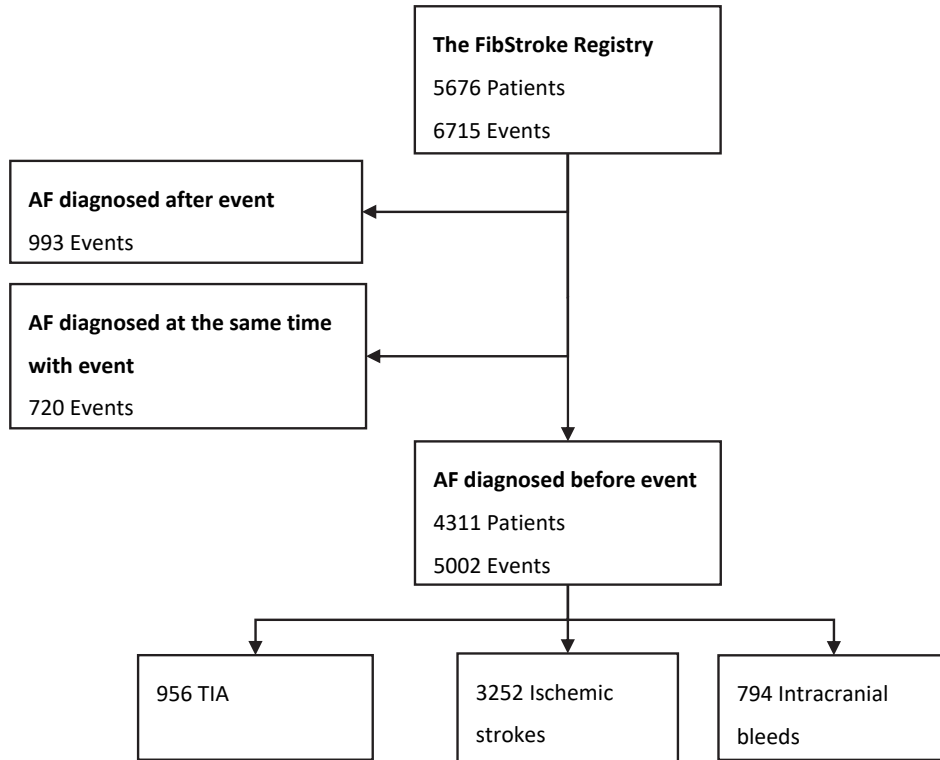 The FibStroke Registry
5676 Patients
6715 Events
AF diagnosed after event
993 Events
AF diagnosed at the same time
with event
720 Events
AF diagnosed before event
4311 Patients
5002 Events
956 TIA
3252 Ischemic
strokes
794 Intracranial
bleeds